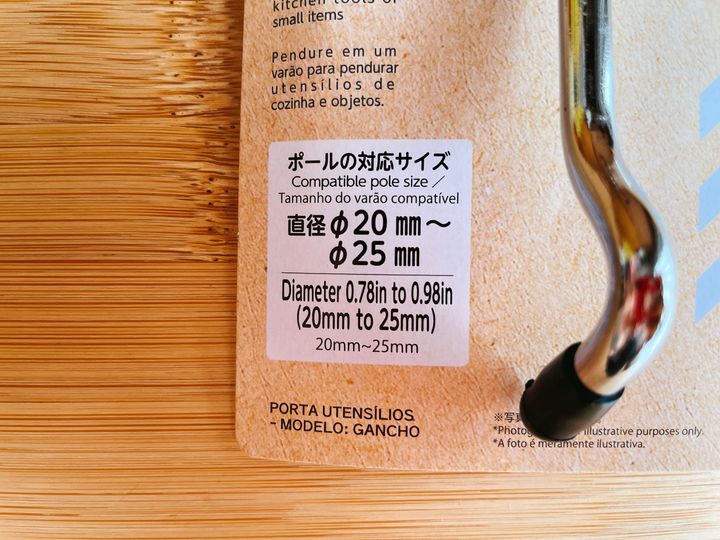 kitchen tools or
small items
Pendure em um
varão para pendurar
utensílios de
cozinha e objetos.
ポールの対応サイズ
Compatible pole size /
Tamanho do varão compatível
直径 φ20 mm~
φ25 mm
Diameter 0.78in to 0.98in
(20mm to 25mm)
20mm~25mm
PORTA UTENSÍLIOS
- MODELO: GANCHO
※写
illustrative purposes only.
*A foto é meramente ilustrativa.